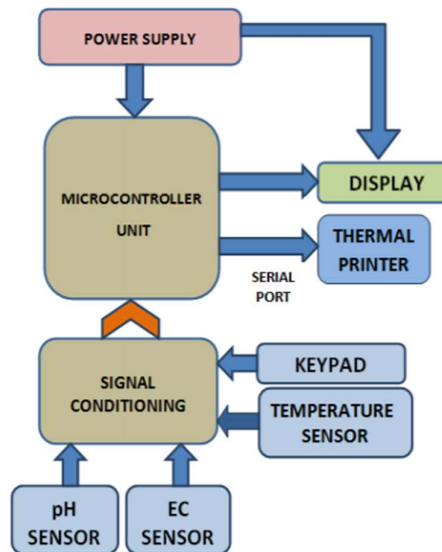 POWER SUPPLY
MICROCONTROLLER
UNIT
DISPLAY
THERMAL
PRINTER
SERIAL
PORT
SIGNAL
CONDITIONING
KEYPAD
TEMPERATURE
SENSOR
pH
SENSOR
EC
SENSOR